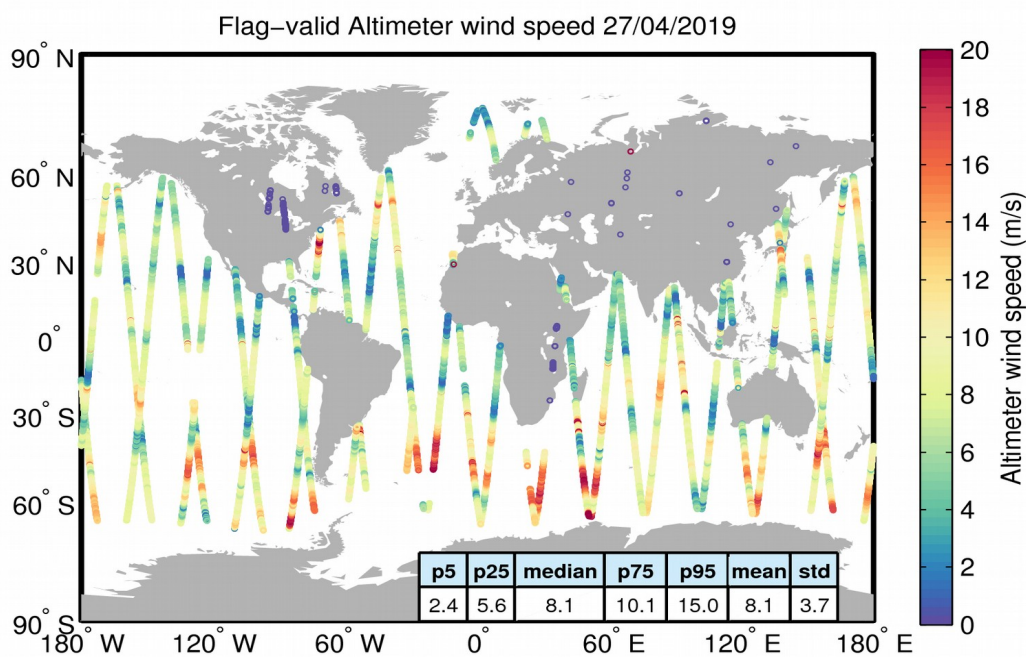 Flag−valid Altimeter wind speed 27/04/2019
90° N
60° N
30° N
0°
30° S
60° S
90° S
180° W
120° W
60° W
0°
60° E
120° E
180° E
p5 p25 median p75 p95 mean std
2.4 5.6 8.1 10.1 15.0 8.1 3.7
20
18
16
14
12
10
8
6
4
2
0
Altimeter wind speed (m/s)